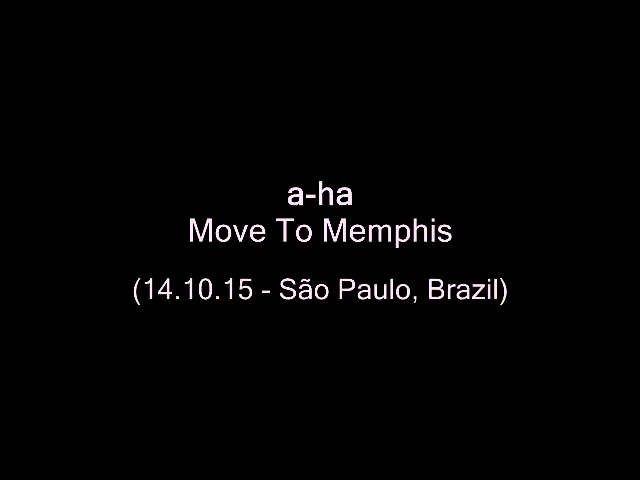 a-ha
Move To Memphis
(14.10.15 - São Paulo, Brazil)